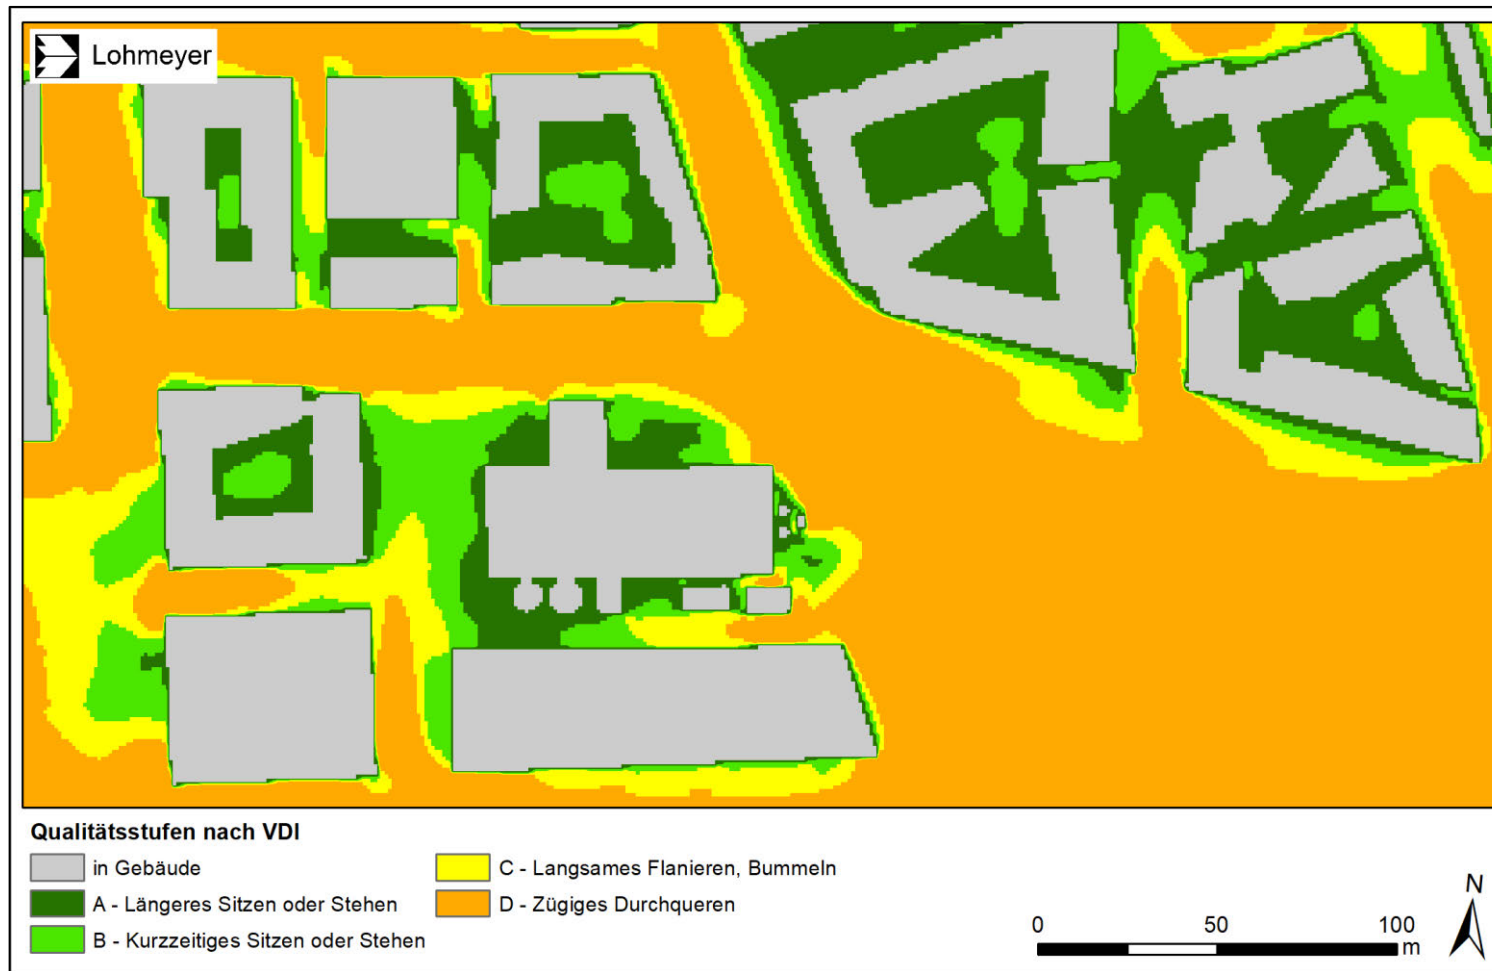 Lohmeyer
Qualitätsstufen nach VDI
in Gebäude
A - Längeres Sitzen oder Stehen
B - Kurzzeitiges Sitzen oder Stehen
C - Langsames Flanieren, Bummeln
D - Zügiges Durchqueren
0 50 100
m
N